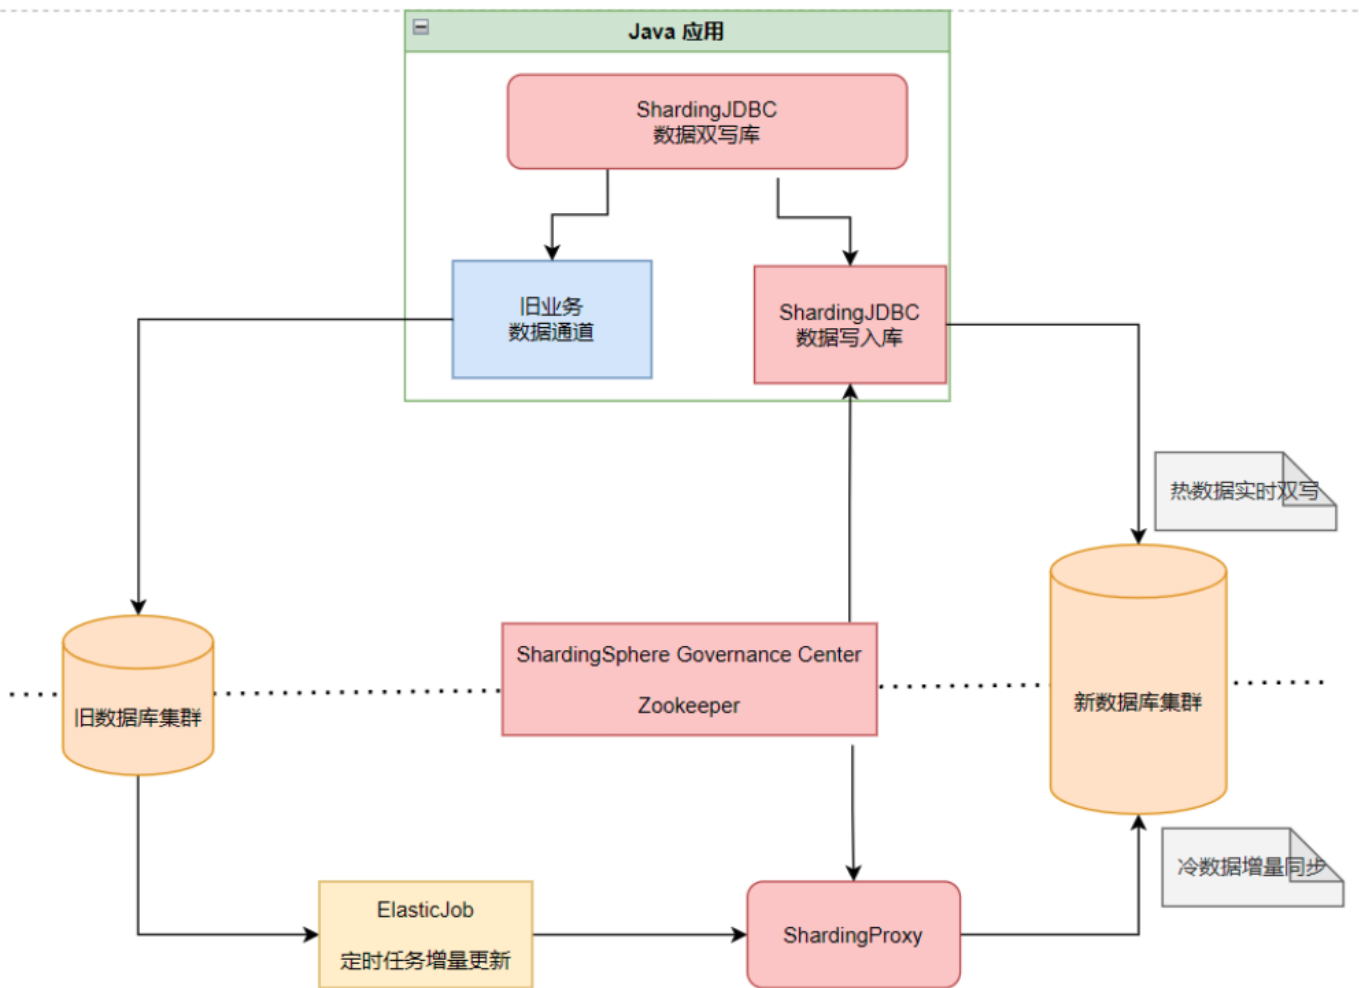 Java 应用
ShardingJDBC
数据双写库
旧业务
数据通道
ShardingJDBC
数据写入库
热数据实时双写
ShardingSphere Governance Center
Zookeeper
旧数据库集群
新数据库集群
冷数据增量同步
ElasticJob
定时任务增量更新
ShardingProxy